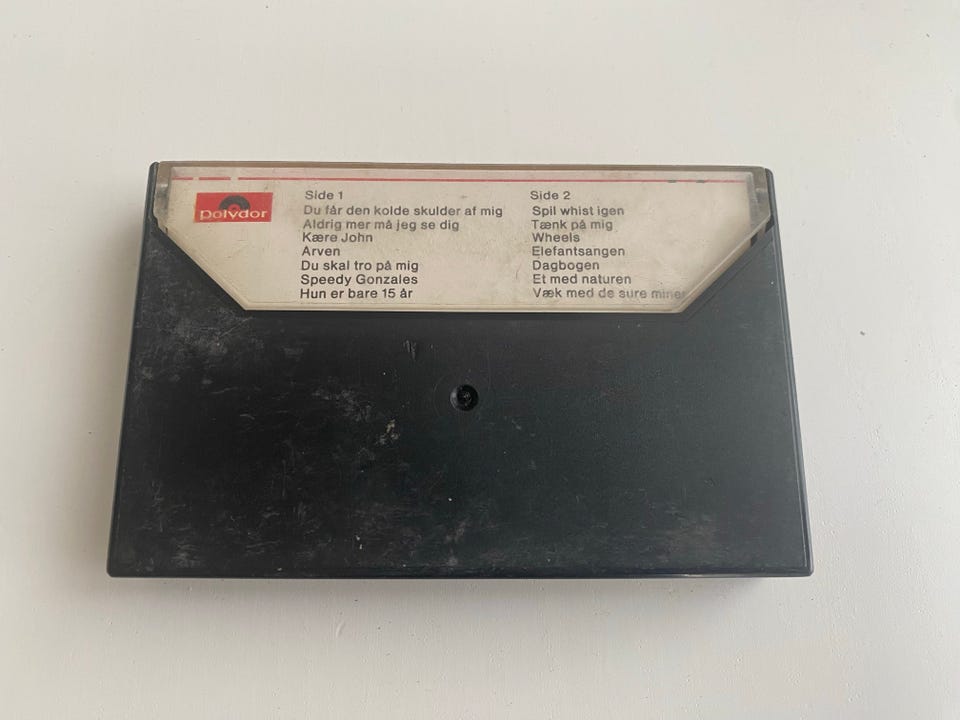 polydor
Side 1
Du får den kolde skulder af mig
Aldrig mer må jeg se dig
Kære John
Arven
Du skal tro på mig
Speedy Gonzales
Hun er bare 15 år
Side 2
Spil whist igen
Tænk på mig
Wheels
Elefantsangen
Dagbogen
Et med naturen
Væk med de sure miner